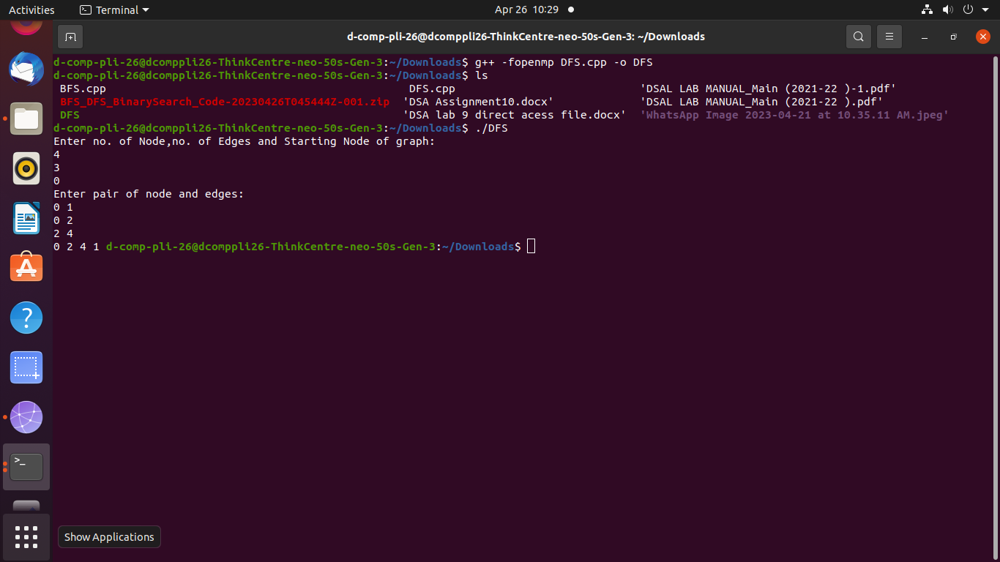 Activities Terminal Apr 26 10:29
d-comp-pli-26@dcomppli26-ThinkCentre-neo-50s-Gen-3: ~/Downloads
d-comp-pli-26@dcomppli26-ThinkCentre-neo-50s-Gen-3:~/Downloads$ g++ -fopenmp DFS.cpp -o DFS
d-comp-pli-26@dcomppli26-ThinkCentre-neo-50s-Gen-3:~/Downloads$ ls
BFS.cpp DFS.cpp 'DSAL LAB MANUAL_Main (2021-22 )-1.pdf'
BFS_DFS_BinarySearch_Code-20230426T045444Z-001.zip 'DSA Assignment10.docx' 'DSAL LAB MANUAL_Main (2021-22 ).pdf'
DFS 'DSA lab 9 direct acess file.docx' 'WhatsApp Image 2023-04-21 at 10.35.11 AM.jpeg'
d-comp-pli-26@dcomppli26-ThinkCentre-neo-50s-Gen-3:~/Downloads$ ./DFS
Enter no. of Node,no. of Edges and Starting Node of graph:
4
3
0
Enter pair of node and edges:
0 1
0 2
2 4
0 2 4 1 d-comp-pli-26@dcomppli26-ThinkCentre-neo-50s-Gen-3:~/Downloads$
Show Applications